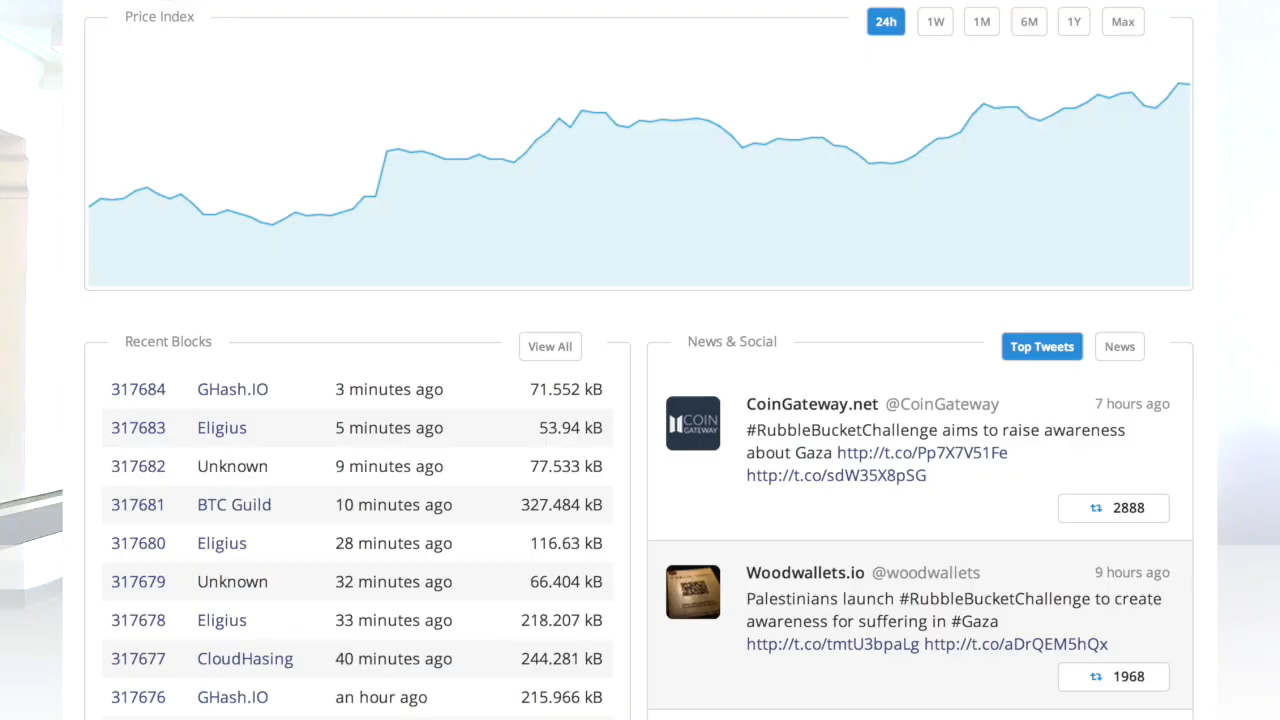 Price Index
24h 1W 1M 6M 1Y Max
Recent Blocks
View All
317684 GHash.IO 3 minutes ago 71.552 kB
317683 Eligius 5 minutes ago 53.94 kB
317682 Unknown 9 minutes ago 77.533 kB
317681 BTC Guild 10 minutes ago 327.484 kB
317680 Eligius 28 minutes ago 116.63 kB
317679 Unknown 32 minutes ago 66.404 kB
317678 Eligius 33 minutes ago 218.207 kB
317677 CloudHasing 40 minutes ago 244.281 kB
317676 GHash.IO an hour ago 215.966 kB
News & Social
Top Tweets News
COIN
GATEWAY
CoinGateway.net @CoinGateway 7 hours ago
#RubbleBucketChallenge aims to raise awareness
about Gaza http://t.co/Pp7X7V51Fe
http://t.co/sdW35X8pSG
2888
Woodwallets.io @woodwallets 9 hours ago
Palestinians launch #RubbleBucketChallenge to create
awareness for suffering in #Gaza
http://t.co/tmtU3bpaLg http://t.co/aDrQEM5hQx
1968